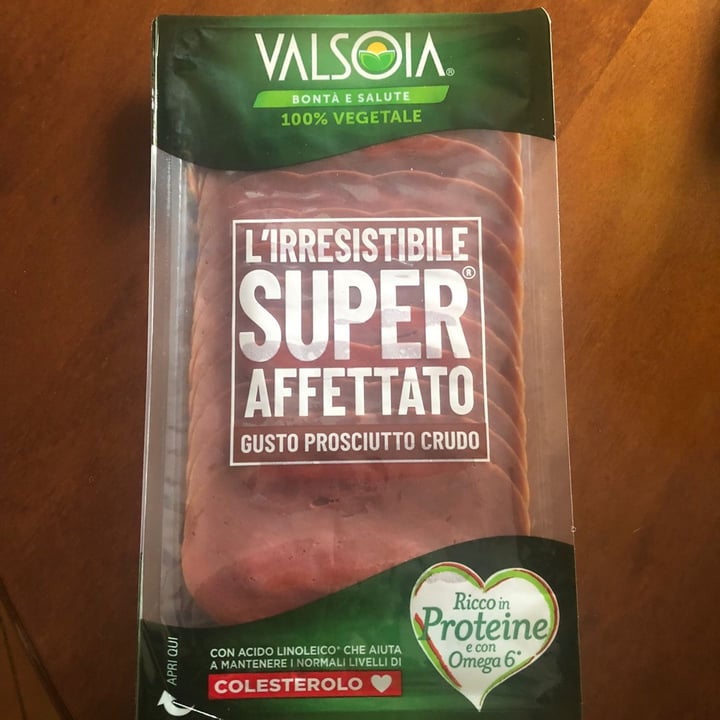 VALSOIA®
BONTÀ E SALUTE
100% VEGETALE
L'IRRESISTIBILE
SUPER®
AFFETTATO
GUSTO PROSCIUTTO CRUDO
Ricco in
Proteine
e con
Omega 6*
CON ACIDO LINOLEICO* CHE AIUTA
A MANTENERE I NORMALI LIVELLI DI
COLESTEROLO
APRI QUI